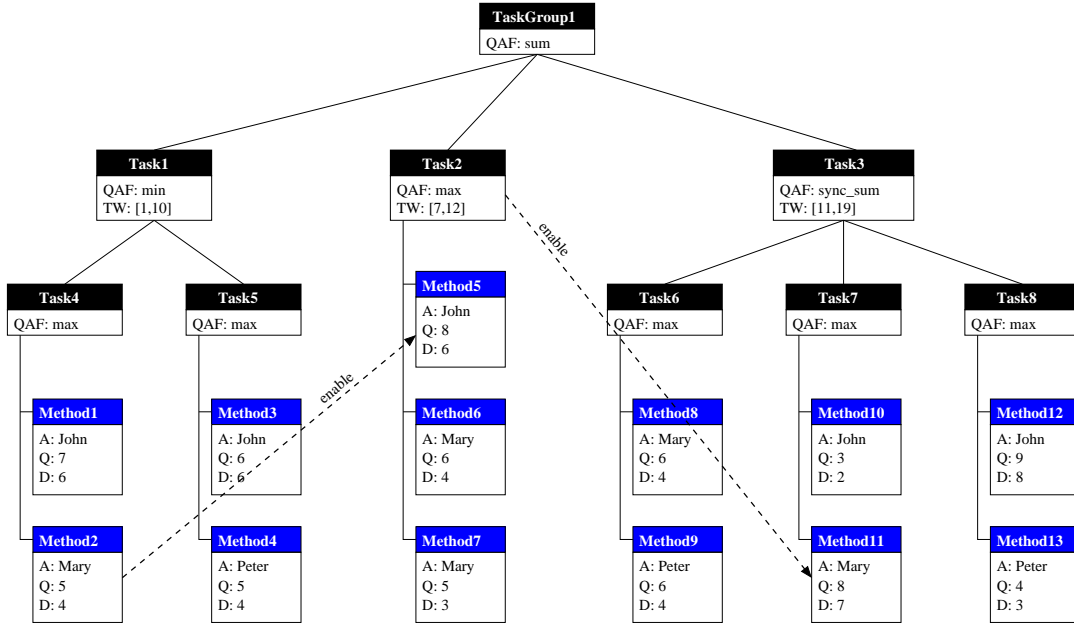 TaskGroup1
QAF: sum
Task1
QAF: min
TW: [1,10]
Task2
QAF: max
TW: [7,12]
Task3
QAF: sync_sum
TW: [11,19]
enable
Task4
QAF: max
Task5
QAF: max
Method5
A: John
Q: 8
D: 6
Task6
QAF: max
Task7
QAF: max
Task8
QAF: max
enable
Method1
A: John
Q: 7
D: 6
Method3
A: John
Q: 6
D: 6
Method6
A: Mary
Q: 6
D: 4
Method8
A: Mary
Q: 6
D: 4
Method10
A: John
Q: 3
D: 2
Method12
A: John
Q: 9
D: 8
Method2
A: Mary
Q: 5
D: 4
Method4
A: Peter
Q: 5
D: 4
Method7
A: Mary
Q: 5
D: 3
Method9
A: Peter
Q: 6
D: 4
Method11
A: Mary
Q: 8
D: 7
Method13
A: Peter
Q: 4
D: 3